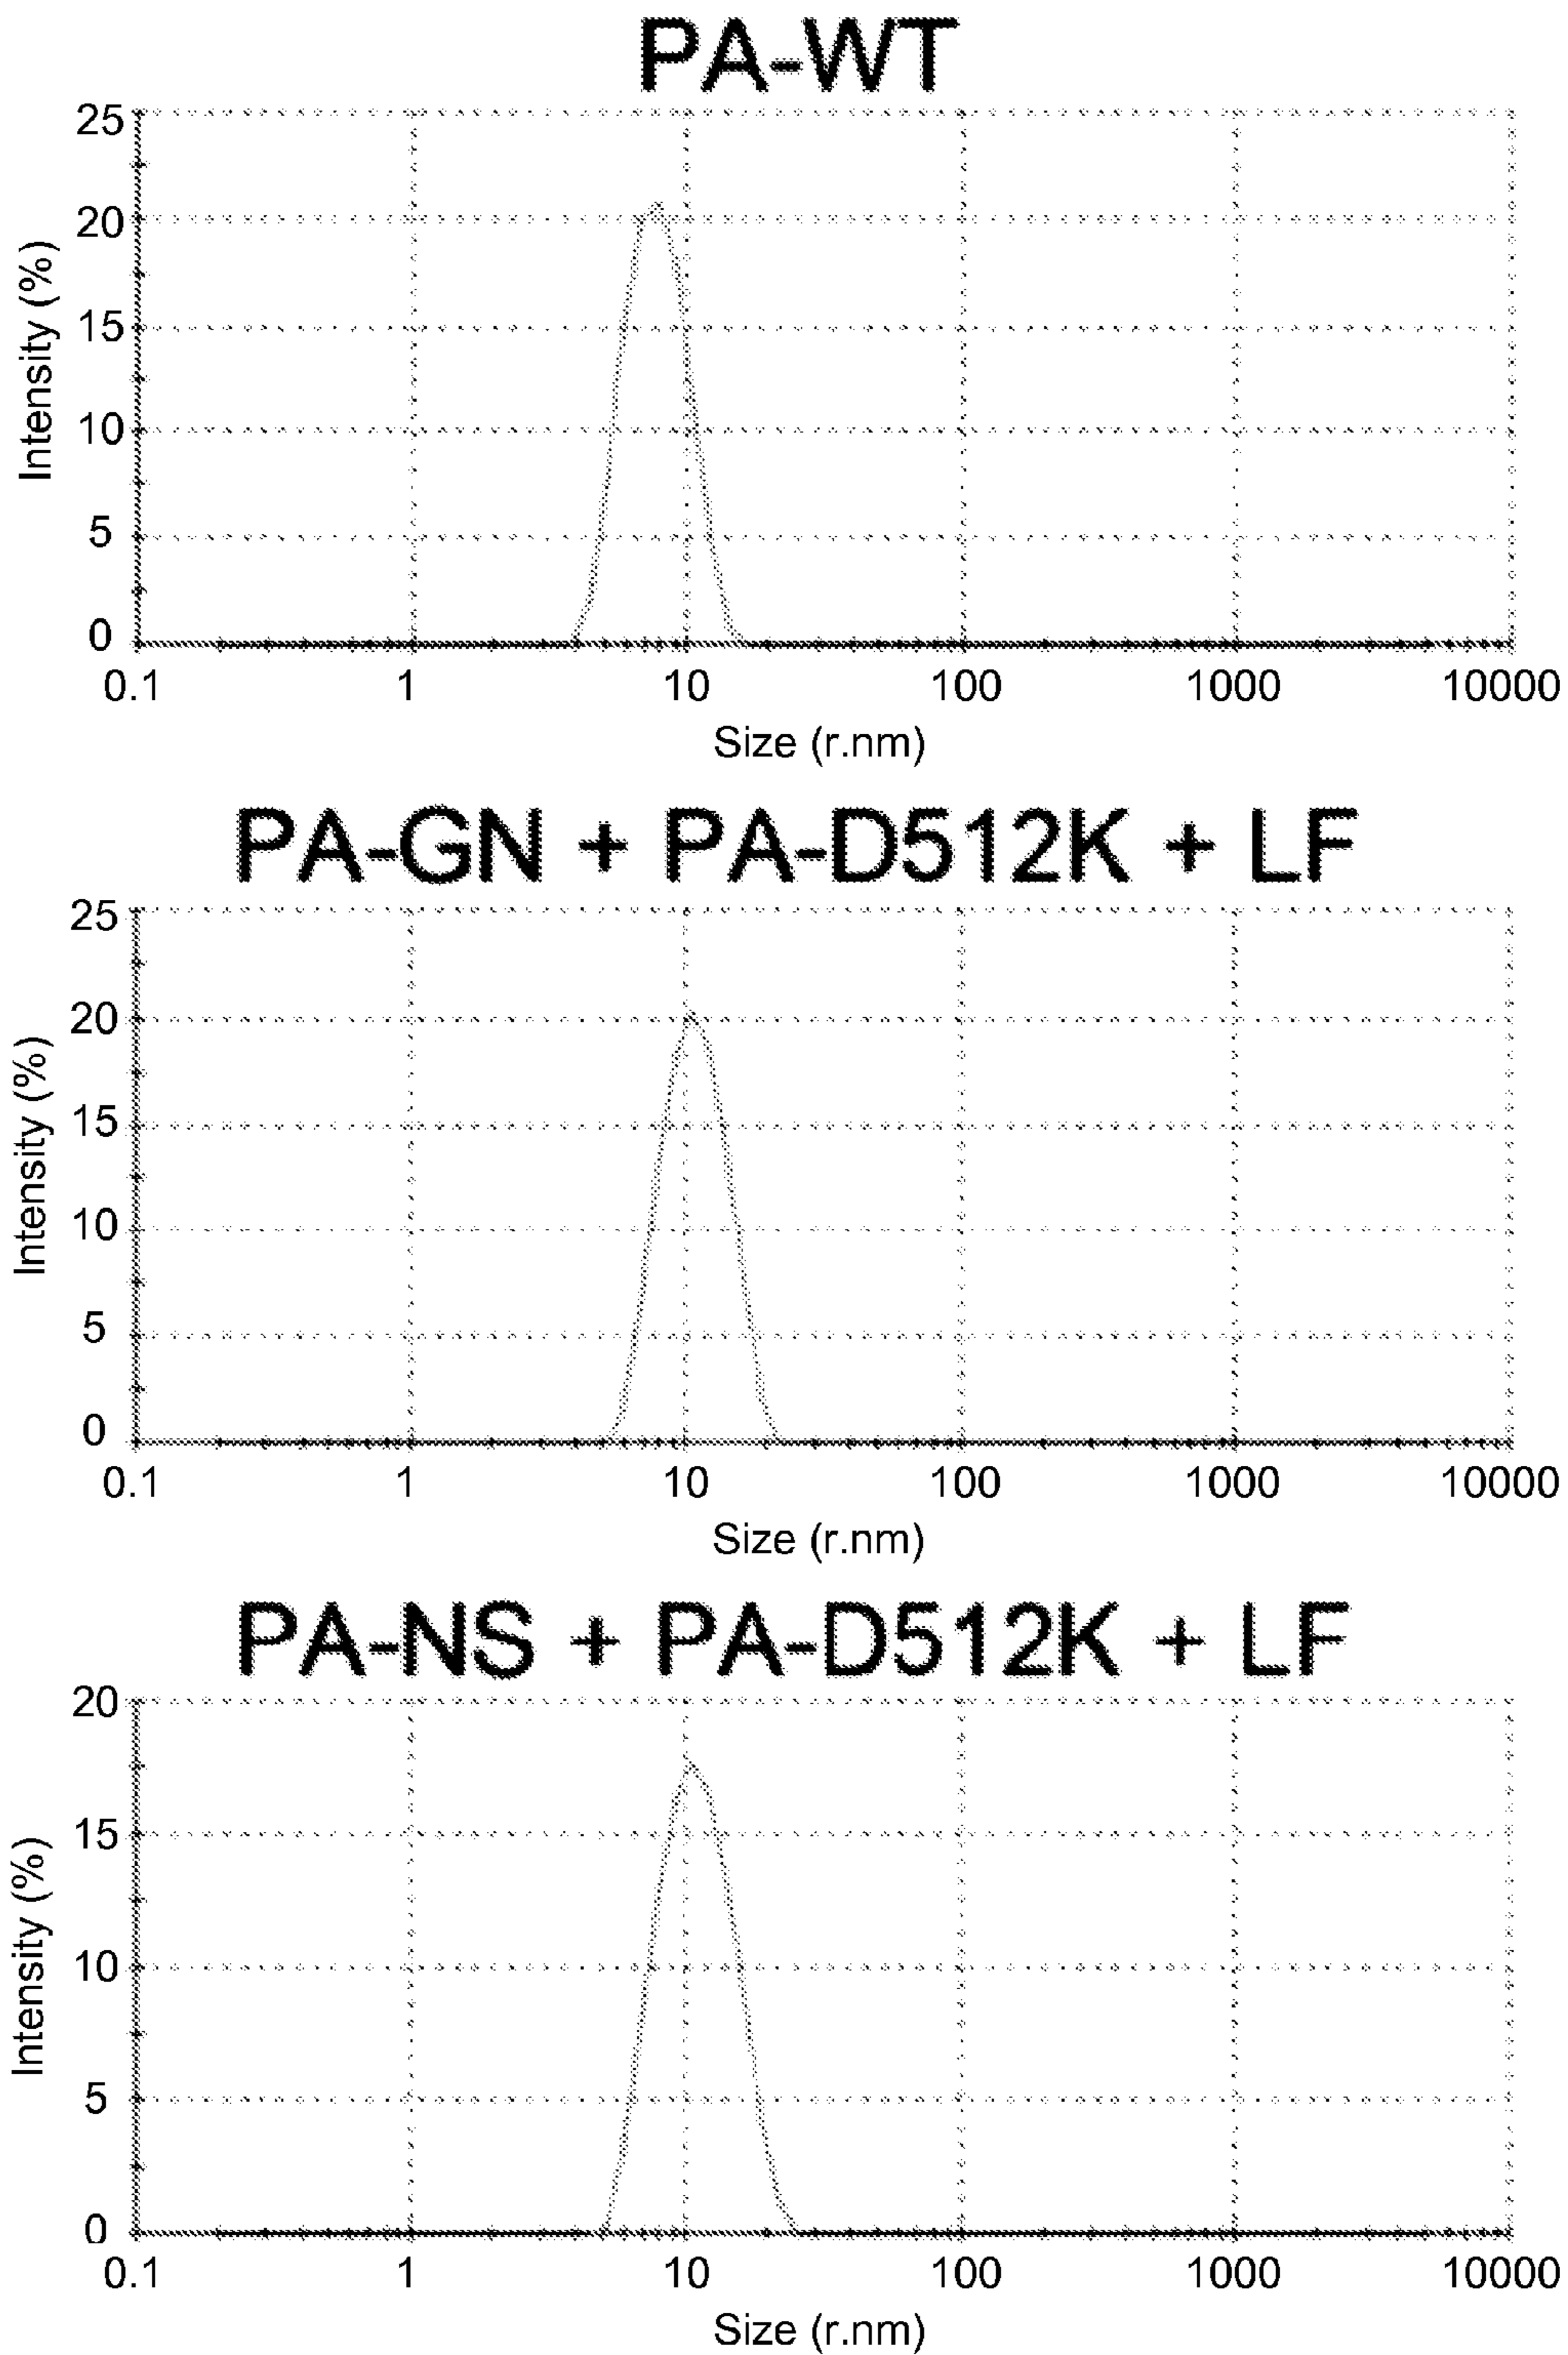 PA-WT
25
20
15
10
5
0
Intensity (%)
0.1 1 10 100 1000 10000
Size (r.nm)
PA-GN + PA-D512K + LF
25
20
15
10
5
0
Intensity (%)
0.1 1 10 100 1000 10000
Size (r.nm)
PA-NS + PA-D512K + LF
20
15
10
5
0
Intensity (%)
0.1 1 10 100 1000 10000
Size (r.nm)